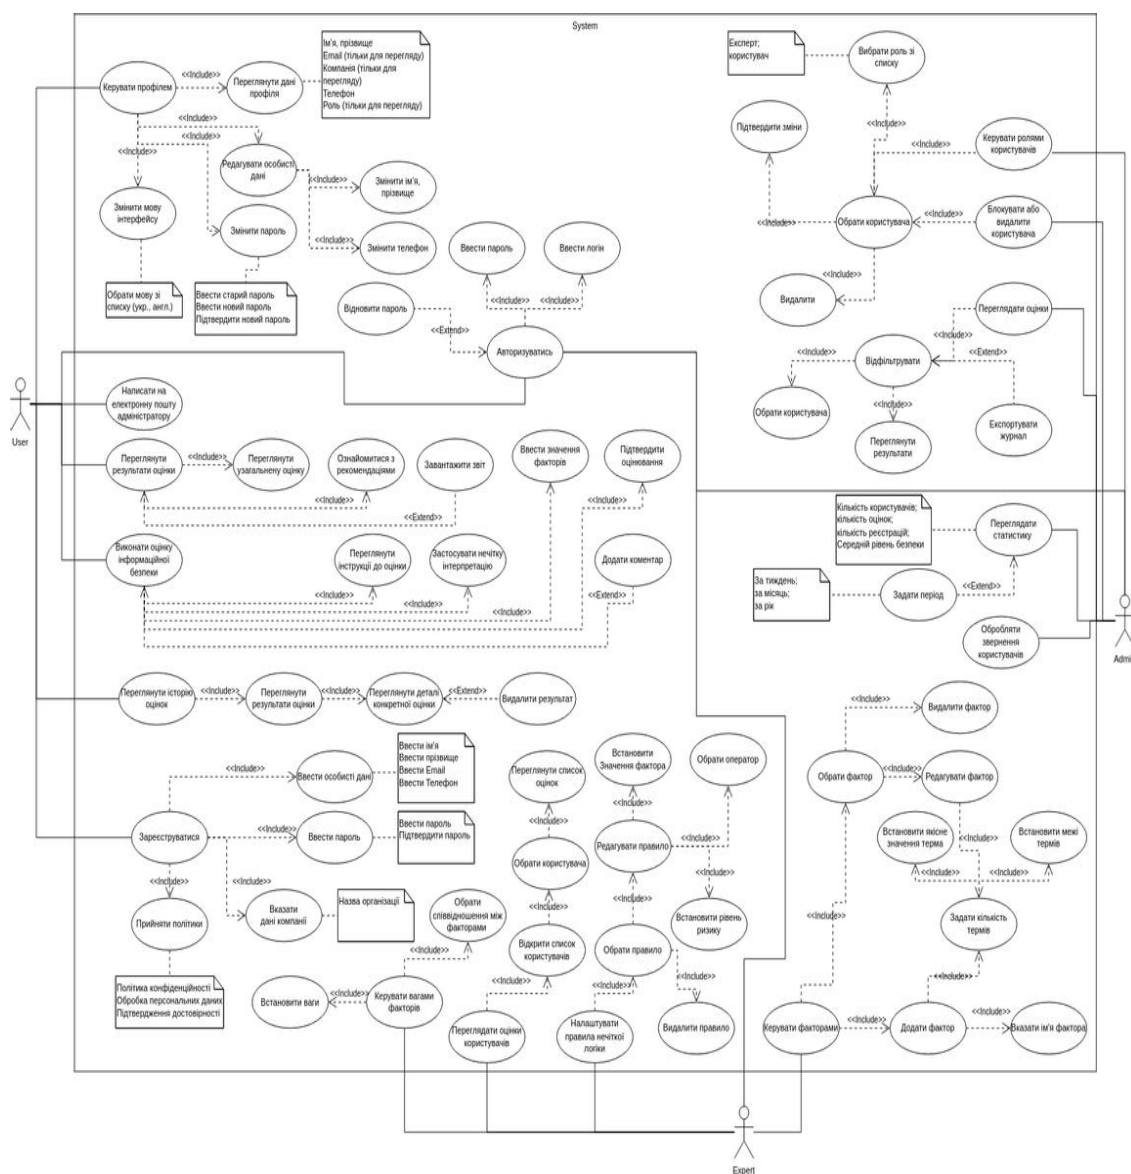 System
Керувати профілем
<<Include>>
Переглянути дані
профіля
Ім'я, прізвище
Email (тільки для перегляду)
Компанія (тільки для
перегляду)
Телефон
Роль (тільки для перегляду)
<<Include>>
<<Include>>
<<Include>>
Редагувати особисті
дані
<<Include>>
Змінити ім'я,
прізвище
<<Include>>
Змінити телефон
Змінити мову
інтерфейсу
Змінити пароль
Обрати мову зі
списку (укр., англ.)
Ввести старий пароль
Ввести новий пароль
Підтвердити новий пароль
Ввести пароль
Ввести логін
<<Include>>
<<Include>>
Відновити пароль
<<Extend>>
Авторизуватись
Експерт;
користувач
Вибрати роль зі
списку
<<Include>>
Підтвердити зміни
<<Include>>
Керувати ролями
користувачів
<<Include>>
Обрати користувача
<<Include>>
Блокувати або
видалити
користувача
<<Include>>
Видалити
Переглядати оцінки
<<Include>>
<<Include>>
Відфільтрувати
<<Extend>>
Обрати користувача
<<Include>>
Переглянути
результати
Експортувати
журнал
User
Написати на
електронну пошту
адміністратору
Переглянути
результати оцінки
<<Include>>
Переглянути
узагальнену оцінку
Ознайомитися з
рекомендаціями
Завантажити звіт
Ввести значення
факторів
Підтвердити
оцінювання
<<Include>>
<<Include>>
<<Extend>>
Виконати оцінку
інформаційної
безпеки
Переглянути
інструкції до оцінки
Застосувати нечітку
інтерпретацію
Додати коментар
<<Include>>
<<Include>>
<<Extend>>
<<Include>>
Кількість користувачів;
кількість оцінок;
кількість реєстрацій;
Середній рівень безпеки
Переглядати
статистику
За тиждень;
за місяць;
за рік
Задати період
<<Extend>>
Обробляти
звернення
користувачів
Admin
Переглянути історію
оцінок
<<Include>>
Переглянути
результати оцінки
<<Include>>
Переглянути деталі
конкретної оцінки
<<Extend>>
Видалити результат
Ввести особисті дані
<<Include>>
Ввести ім'я
Ввести прізвище
Ввести Email
Ввести Телефон
Зареєструватися
<<Include>>
Ввести пароль
Ввести пароль
Підтвердити пароль
<<Include>>
<<Include>>
Прийняти політики
Вказати
дані компанії
Назва організації
Політика конфіденційності
Обробка персональних даних
Підтвердження достовірності
Обрати
співвідношення між
факторами
<<Include>>
Встановити ваги
<<Include>>
Керувати вагами
факторів
Переглянути список
оцінок
<<Include>>
Обрати користувача
<<Include>>
Відкрити список
користувачів
<<Include>>
Переглядати оцінки
користувачів
Встановити
Значення фактора
<<Include>>
Обрати оператор
<<Include>>
Редагувати правило
<<Include>>
<<Include>>
Встановити рівень
ризику
Обрати правило
<<Include>>
<<Include>>
Налаштувати
правила нечіткої
логіки
Видалити правило
Видалити фактор
<<Include>>
Обрати фактор
<<Include>>
Редагувати фактор
<<Include>>
Встановити якісне
значення терма
Встановити межі
термів
<<Include>>
<<Include>>
Задати кількість
термів
<<Include>>
<<Include>>
Керувати факторами
<<Include>>
Додати фактор
<<Include>>
Вказати ім'я фактора
Expert